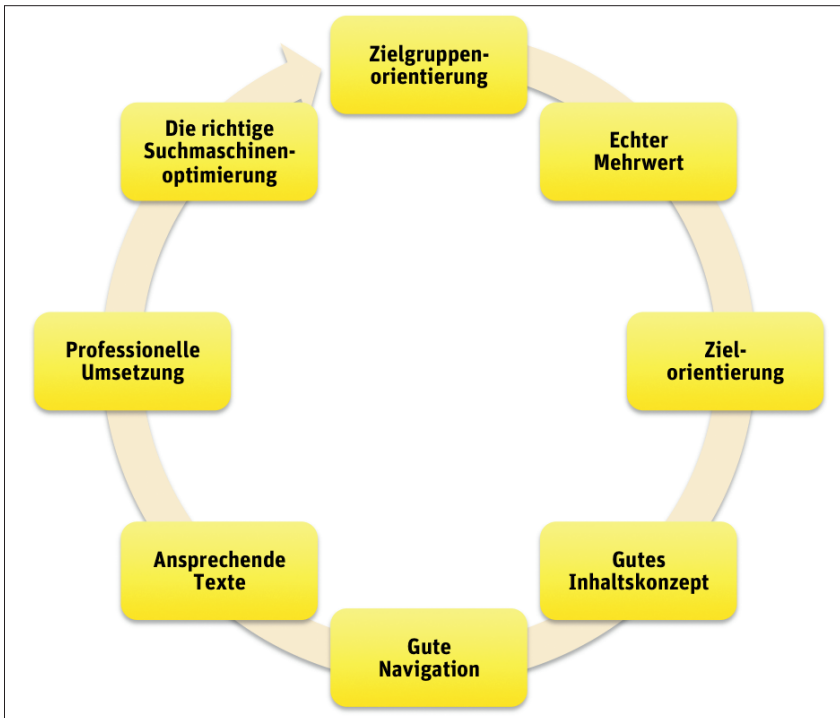 Zielgruppen-
orientierung
Echter
Mehrwert
Ziel-
orientierung
Gutes
Inhaltskonzept
Gute
Navigation
Ansprechende
Texte
Professionelle
Umsetzung
Die richtige
Suchmaschinen-
optimierung